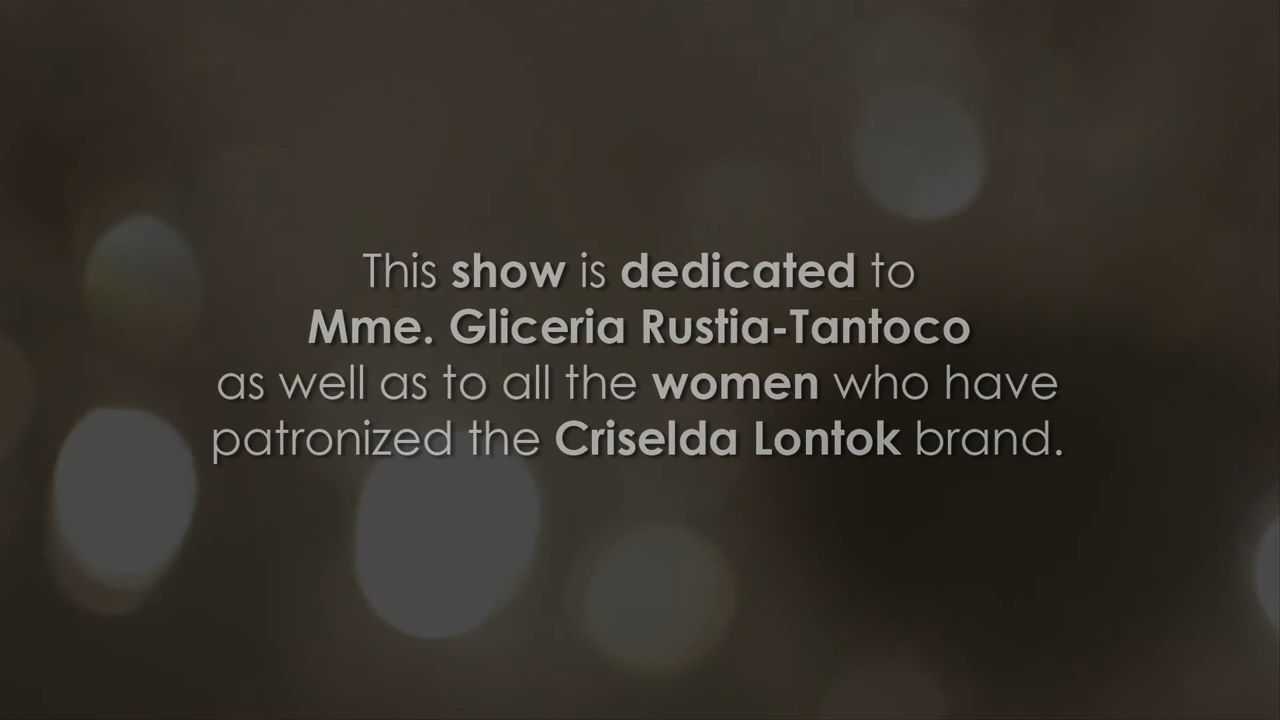 This show is dedicated to
Mme. Gliceria Rustia-Tantoco
as well as to all the women who have
patronized the Criselda Lontok brand.